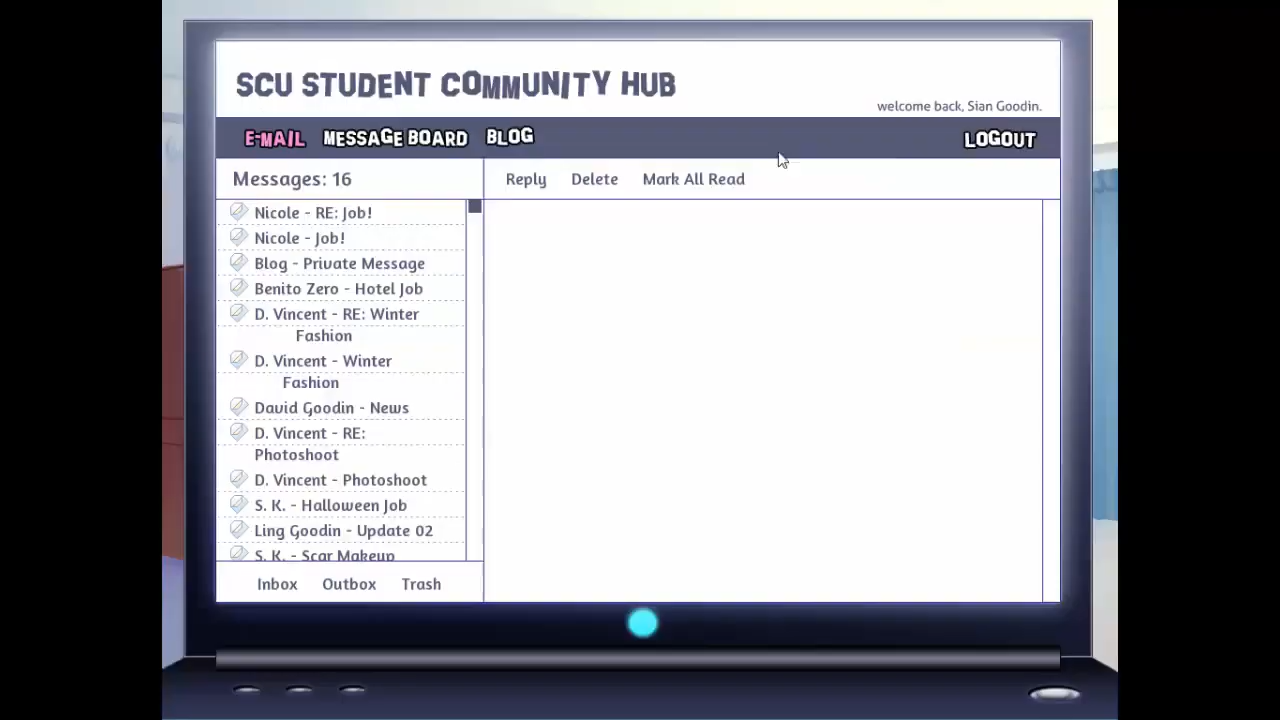 SCU STUDENT COMMUNITY HUB
welcome back, Sian Goodin.
E-MAIL MESSAGE BOARD BLOG LOGOUT
Messages: 16
Reply Delete Mark All Read
Nicole - RE: Job!
Nicole - Job!
Blog - Private Message
Benito Zero - Hotel Job
D. Vincent - RE: Winter
Fashion
D. Vincent - Winter
Fashion
David Goodin - News
D. Vincent - RE:
Photoshoot
D. Vincent - Photoshoot
S. K. - Halloween Job
Ling Goodin - Update 02
S. K. - Scar Makeup
Inbox Outbox Trash